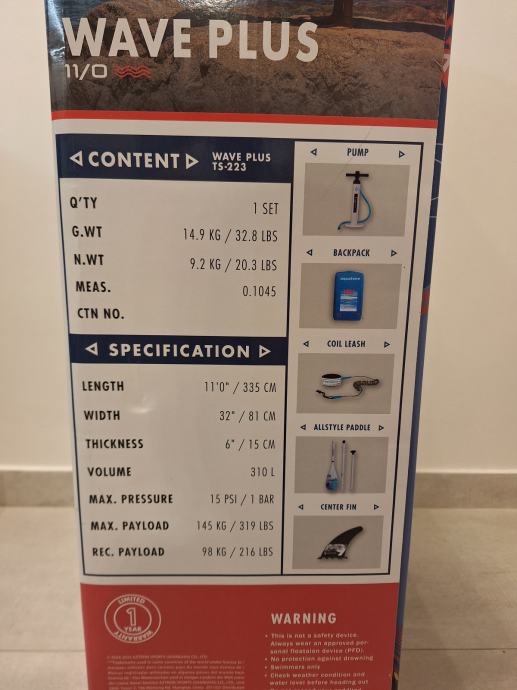 WAVE PLUS
11/0
CONTENT
WAVE PLUS
TS-223
Q'TY 1 SET
G.WT 14.9 KG / 32.8 LBS
N.WT 9.2 KG / 20.3 LBS
MEAS. 0.1045
CTN NO.
SPECIFICATION
LENGTH 11'0" / 335 CM
WIDTH 32" / 81 CM
THICKNESS 6" / 15 CM
VOLUME 310 L
MAX. PRESSURE 15 PSI / 1 BAR
MAX. PAYLOAD 145 KG / 319 LBS
REC. PAYLOAD 98 KG / 216 LBS
PUMP
BACKPACK
COIL LEASH
ALLSTYLE PADDLE
CENTER FIN
LIMITED
1
YEAR
WARRANTY
WARNING
• This is not a safety device.
Always wear an approved per-
sonal floatation device (PFD).
• No protection against drowning
• Swimmers only
• Check weather condition and
water level before heading out